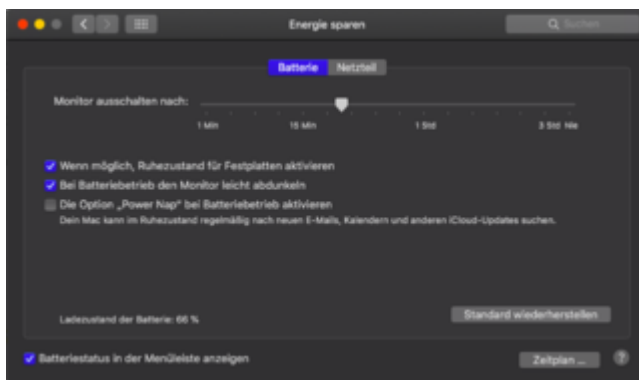 Energie sparen
Suchen
Batterie Netzteil
Monitor ausschalten nach:
1 Min 15 Min 1 Std 3 Std Nie
Wenn möglich, Ruhezustand für Festplatten aktivieren
Bei Batteriebetrieb den Monitor leicht abdunkeln
Die Option „Power Nap“ bei Batteriebetrieb aktivieren
Dein Mac kann im Ruhezustand regelmäßig nach neuen E-Mails, Kalendern und anderen iCloud-Updates suchen.
Ladezustand der Batterie: 66 %
Standard wiederherstellen
Batteriestatus in der Menüleiste anzeigen
Zeitplan ...
?